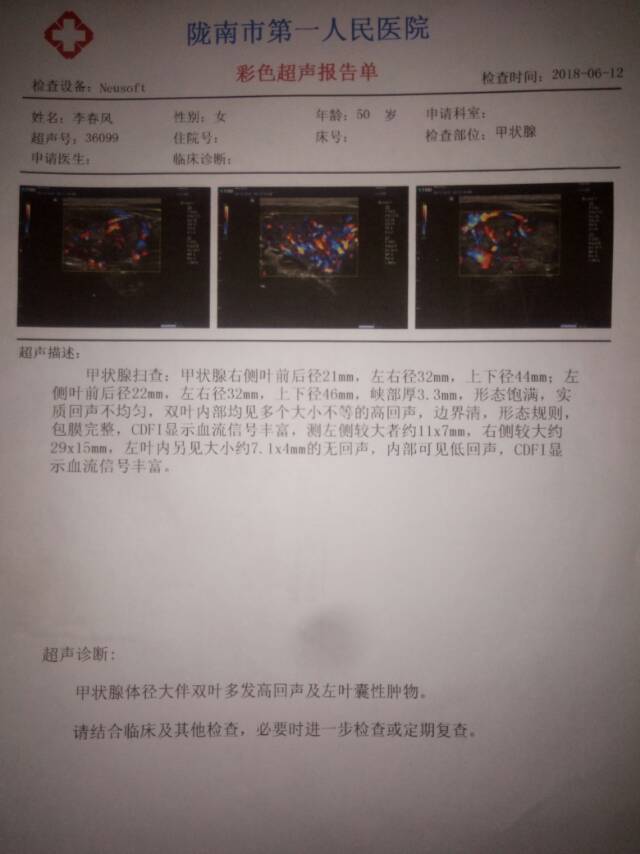 陇南市第一人民医院
彩色超声报告单
检查设备：Neusoft 检查时间：2018-06-12
姓名：李春风 性别：女 年龄：50 岁 申请科室：
超声号：36099 住院号： 床号： 检查部位：甲状腺
申请医生： 临床诊断：
超声描述：
甲状腺扫查：甲状腺右侧叶前后径21mm，左右径32mm，上下径44mm；左
侧叶前后径22mm，左右径32mm，上下径46mm，峡部厚3.3mm，形态饱满，实
质回声不均匀，双叶内部均见多个大小不等的高回声，边界清，形态规则，
包膜完整，CDFI显示血流信号丰富，测左侧较大者约11x7mm，右侧较大约
29x15mm，左叶内另见大小约7.1x4mm的无回声，内部可见低回声，CDFI显
示血流信号丰富。
超声诊断：
甲状腺体径大伴双叶多发高回声及左叶囊性肿物。
请结合临床及其他检查，必要时进一步检查或定期复查。